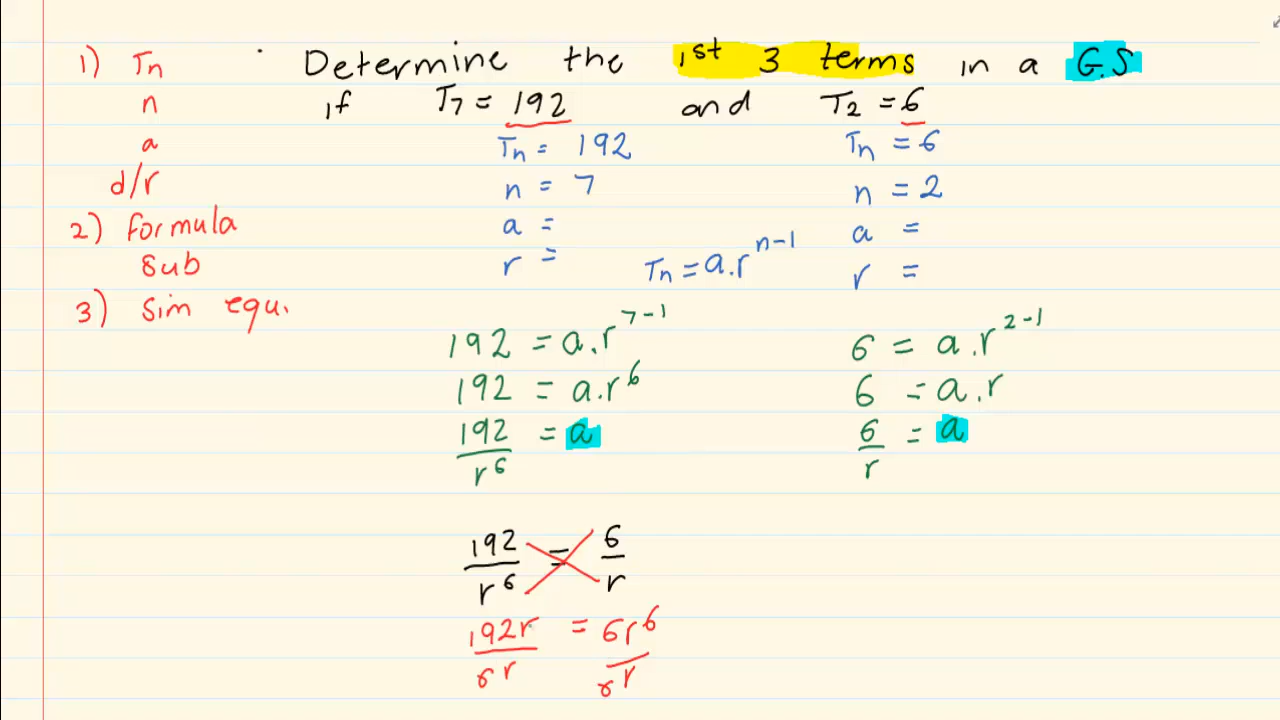 1) Tn
n
a
d/r
2) formula
sub
3) Sim equ.
Determine the 1st 3 terms in a G.S
if T7 = 192 and T2 = 6
Tn = 192
n = 7
a =
r =
Tn = 6
n = 2
a =
r =
Tn = a.r^n-1
192 = a.r^7-1
192 = a.r^6
192/r^6 = a
6 = a.r^2-1
6 = a.r
6/r = a
192/r^6 = 6/r
192r/6r = 6r^6/6r